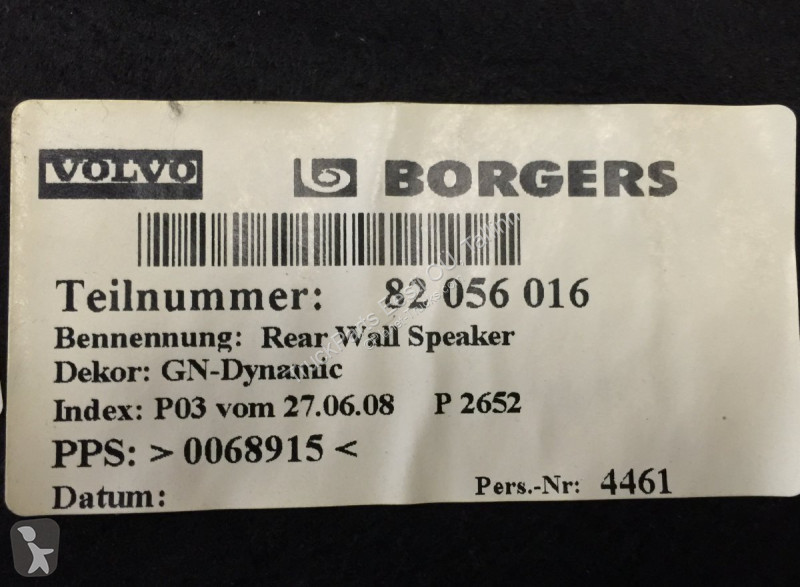 VOLVO BORGERS
Teilnummer: 82 056 016
Bennennung: Rear Wall Speaker
Dekor: GN-Dynamic
Index: P03 vom 27.06.08 P 2652
PPS: > 0068915 <
Datum: Pers.-Nr: 4461